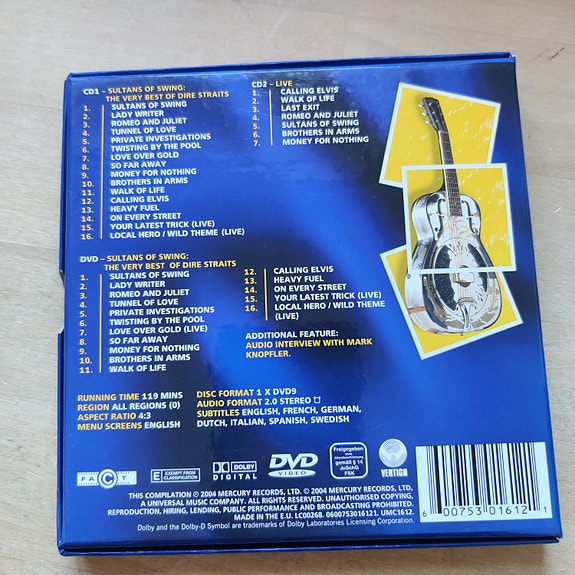 CD1 – SULTANS OF SWING:
THE VERY BEST OF DIRE STRAITS
1. SULTANS OF SWING
2. LADY WRITER
3. ROMEO AND JULIET
4. TUNNEL OF LOVE
5. PRIVATE INVESTIGATIONS
6. TWISTING BY THE POOL
7. LOVE OVER GOLD
8. SO FAR AWAY
9. MONEY FOR NOTHING
10. BROTHERS IN ARMS
11. WALK OF LIFE
12. CALLING ELVIS
13. HEAVY FUEL
14. ON EVERY STREET
15. YOUR LATEST TRICK (LIVE)
16. LOCAL HERO / WILD THEME (LIVE)
CD2 – LIVE
1. CALLING ELVIS
2. WALK OF LIFE
3. LAST EXIT
4. ROMEO AND JULIET
5. SULTANS OF SWING
6. BROTHERS IN ARMS
7. MONEY FOR NOTHING
DVD – SULTANS OF SWING:
THE VERY BEST OF DIRE STRAITS
1. SULTANS OF SWING
2. LADY WRITER
3. ROMEO AND JULIET
4. TUNNEL OF LOVE
5. PRIVATE INVESTIGATIONS
6. TWISTING BY THE POOL
7. LOVE OVER GOLD (LIVE)
8. SO FAR AWAY
9. MONEY FOR NOTHING
10. BROTHERS IN ARMS
11. WALK OF LIFE
12. CALLING ELVIS
13. HEAVY FUEL
14. ON EVERY STREET
15. YOUR LATEST TRICK (LIVE)
16. LOCAL HERO / WILD THEME
(LIVE)
ADDITIONAL FEATURE:
AUDIO INTERVIEW WITH MARK
KNOPFLER.
RUNNING TIME 119 MINS
REGION ALL REGIONS (0)
ASPECT RATIO 4:3
MENU SCREENS ENGLISH
DISC FORMAT 1 X DVD9
AUDIO FORMAT 2.0 STEREO
SUBTITLES ENGLISH, FRENCH, GERMAN,
DUTCH, ITALIAN, SPANISH, SWEDISH
FACT
E EXEMPT FROM
CLASSIFICATION
DOLBY
DIGITAL
DVD
VIDEO
Freigegeben
gemäß § 14
JuSchG
FSK
VERTIGO
THIS COMPILATION © 2004 MERCURY RECORDS, LTD. © 2004 MERCURY RECORDS, LTD,
A UNIVERSAL MUSIC COMPANY. ALL RIGHTS RESERVED. UNAUTHORISED COPYING,
REPRODUCTION, HIRING, LENDING, PUBLIC PERFORMANCE AND BROADCASTING PROHIBITED.
MADE IN THE E.U. LC00268. 0600753016121. UMC1612.
Dolby and the Dolby-D Symbol are trademarks of Dolby Laboratories Licensing Corporation.
6 00753 01612 1